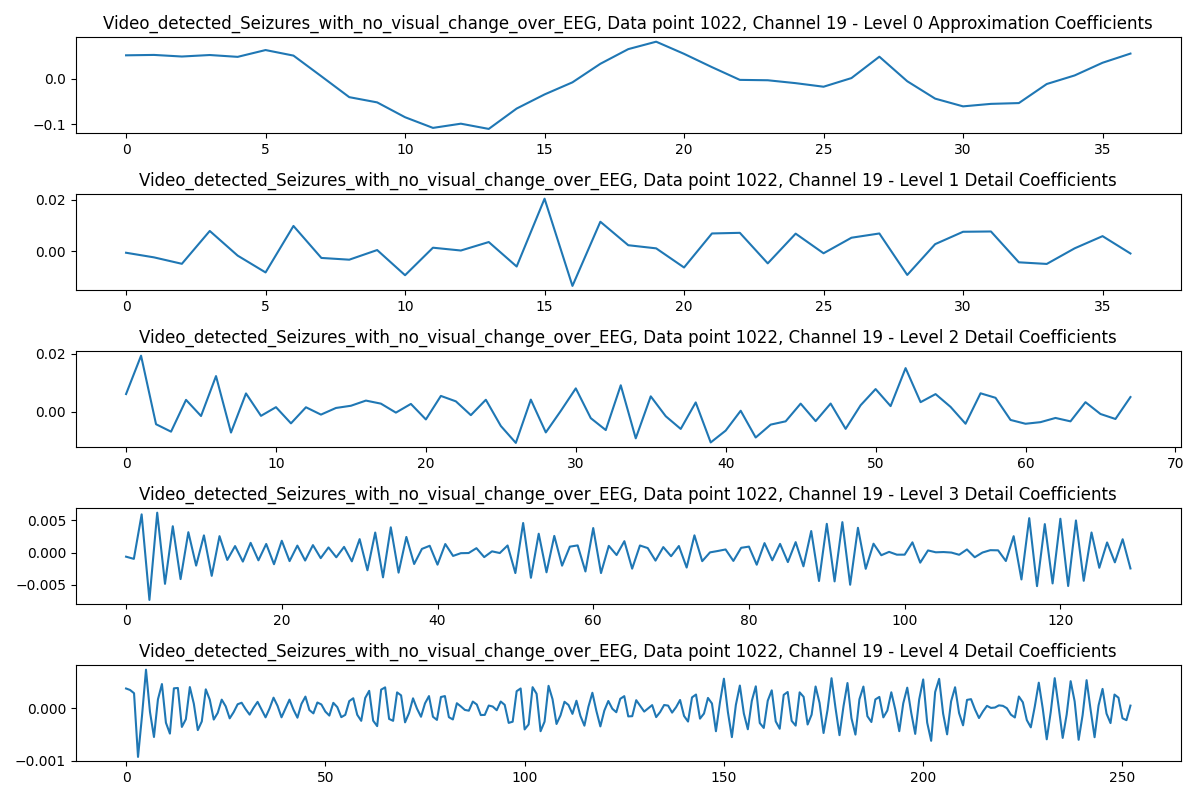 Video_detected_Seizures_with_no_visual_change_over_EEG, Data point 1022, Channel 19 - Level 0 Approximation Coefficients
0.0
−0.1
0 5 10 15 20 25 30 35
Video_detected_Seizures_with_no_visual_change_over_EEG, Data point 1022, Channel 19 - Level 1 Detail Coefficients
0.02
0.00
0 5 10 15 20 25 30 35
Video_detected_Seizures_with_no_visual_change_over_EEG, Data point 1022, Channel 19 - Level 2 Detail Coefficients
0.02
0.00
0 10 20 30 40 50 60 70
Video_detected_Seizures_with_no_visual_change_over_EEG, Data point 1022, Channel 19 - Level 3 Detail Coefficients
0.005
0.000
−0.005
0 20 40 60 80 100 120
Video_detected_Seizures_with_no_visual_change_over_EEG, Data point 1022, Channel 19 - Level 4 Detail Coefficients
0.000
−0.001
0 50 100 150 200 250